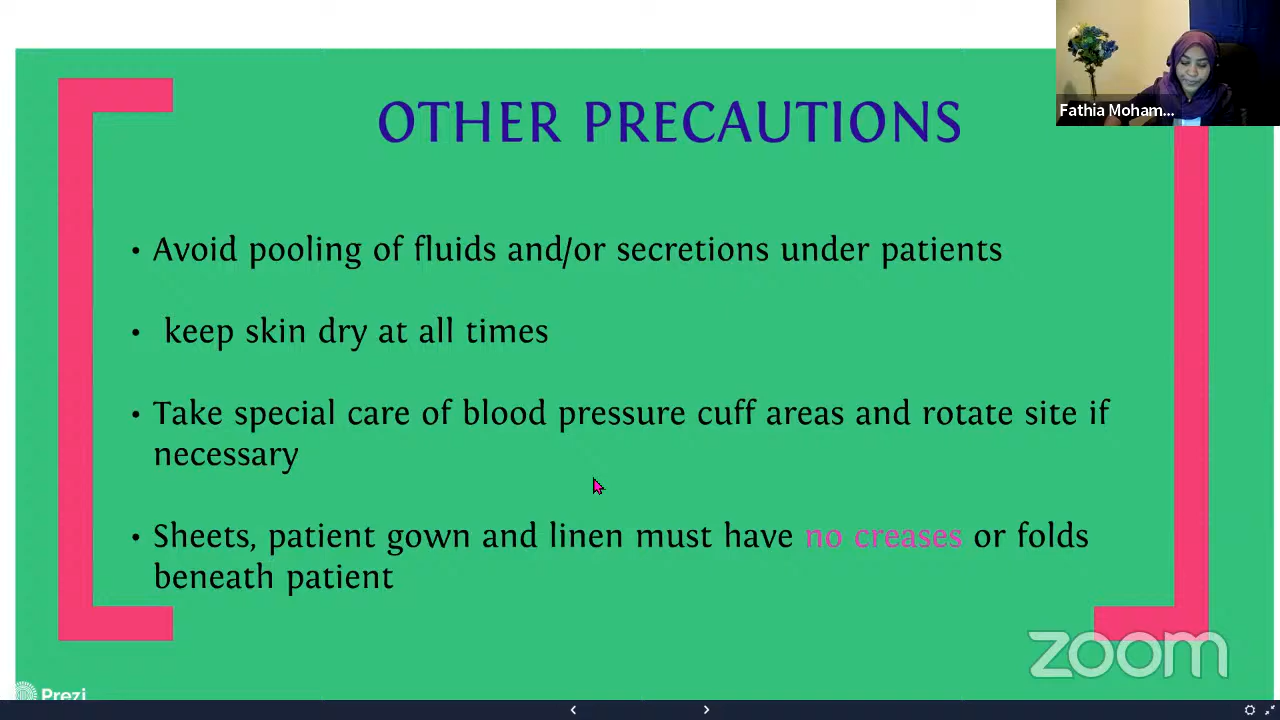 OTHER PRECAUTIONS
Fathia Moham...
• Avoid pooling of fluids and/or secretions under patients
• keep skin dry at all times
• Take special care of blood pressure cuff areas and rotate site if
necessary
• Sheets, patient gown and linen must have no creases or folds
beneath patient
zoom
Prezi